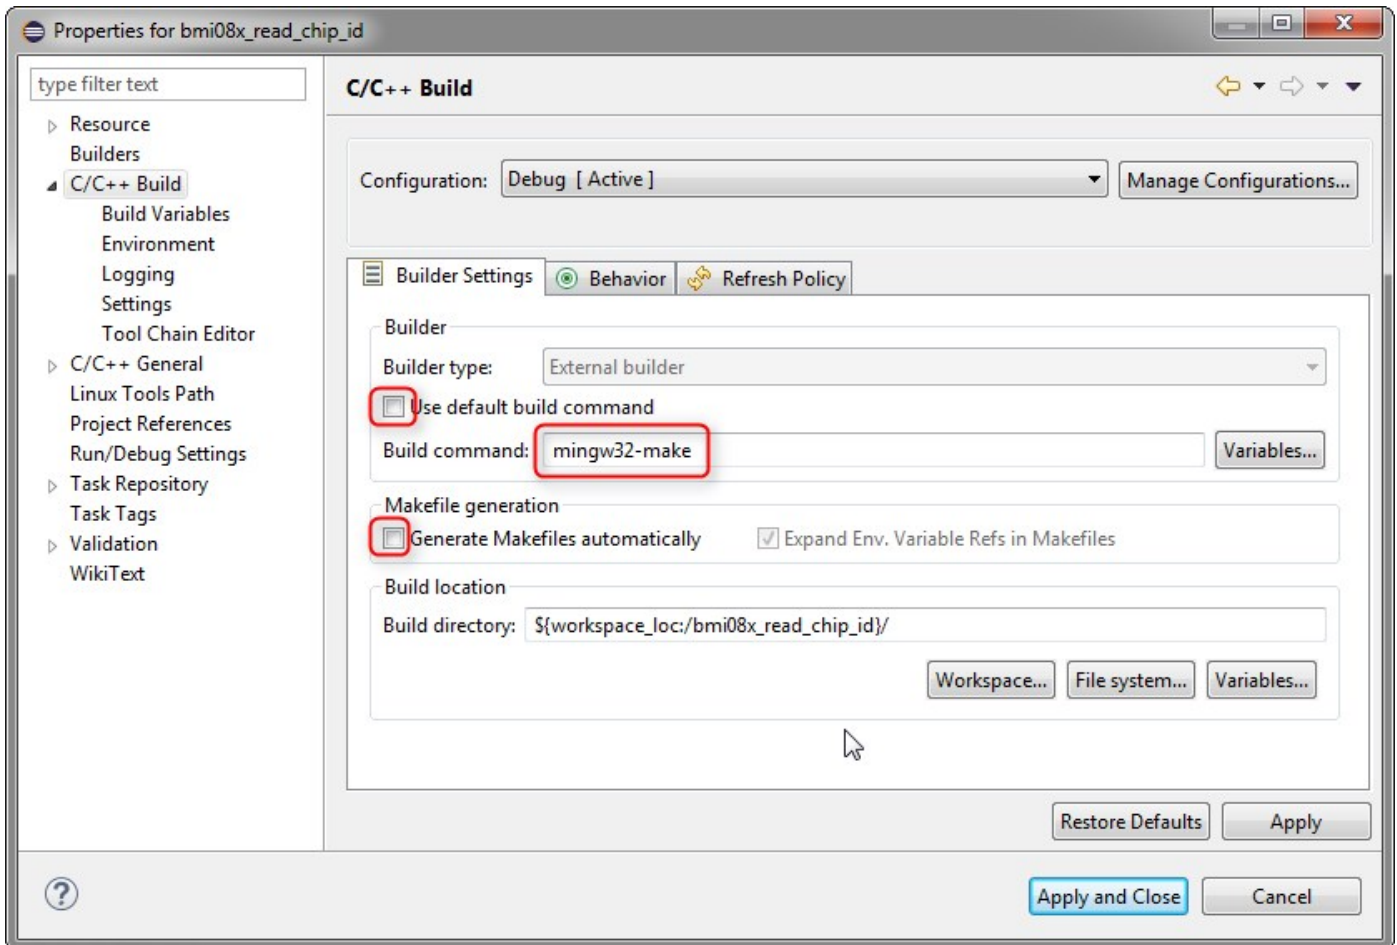 Properties for bmi08x_read_chip_id
type filter text
Resource
Builders
C/C++ Build
Build Variables
Environment
Logging
Settings
Tool Chain Editor
C/C++ General
Linux Tools Path
Project References
Run/Debug Settings
Task Repository
Task Tags
Validation
WikiText
C/C++ Build
Configuration: Debug [ Active ] Manage Configurations...
Builder Settings Behavior Refresh Policy
Builder
Builder type: External builder
Use default build command
Build command: mingw32-make Variables...
Makefile generation
Generate Makefiles automatically Expand Env. Variable Refs in Makefiles
Build location
Build directory: ${workspace_loc:/bmi08x_read_chip_id}/
Workspace... File system... Variables...
Restore Defaults Apply
? Apply and Close Cancel